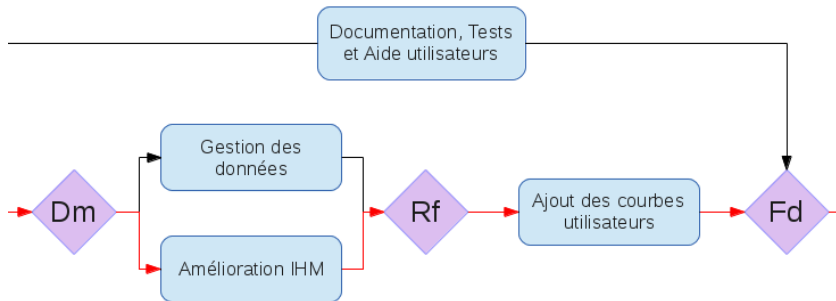 Documentation, Tests
et Aide utilisateurs
Gestion des
données
Dm
Rf
Ajout des courbes
utilisateurs
Fd
Amélioration IHM